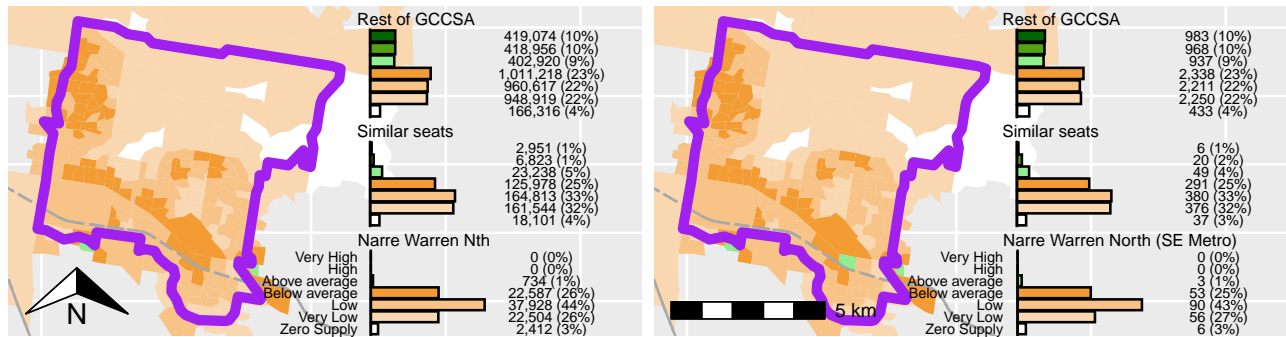 Rest of GCCSA
419,074 (10%)
418,956 (10%)
402,920 (9%)
1,011,218 (23%)
960,617 (22%)
948,919 (22%)
166,316 (4%)
Similar seats
2,951 (1%)
6,823 (1%)
23,238 (5%)
125,978 (25%)
164,813 (33%)
161,544 (32%)
18,101 (4%)
Narre Warren Nth
Very High 0 (0%)
High 0 (0%)
Above average 734 (1%)
Below average 22,587 (26%)
Low 37,928 (44%)
Very Low 22,504 (26%)
Zero Supply 2,412 (3%)
N
Rest of GCCSA
983 (10%)
968 (10%)
937 (9%)
2,338 (23%)
2,211 (22%)
2,250 (22%)
433 (4%)
Similar seats
6 (1%)
20 (2%)
49 (4%)
291 (25%)
380 (33%)
376 (32%)
37 (3%)
Narre Warren North (SE Metro)
Very High 0 (0%)
High 0 (0%)
Above average 3 (1%)
Below average 53 (25%)
Low 90 (43%)
Very Low 56 (27%)
Zero Supply 6 (3%)
5 km